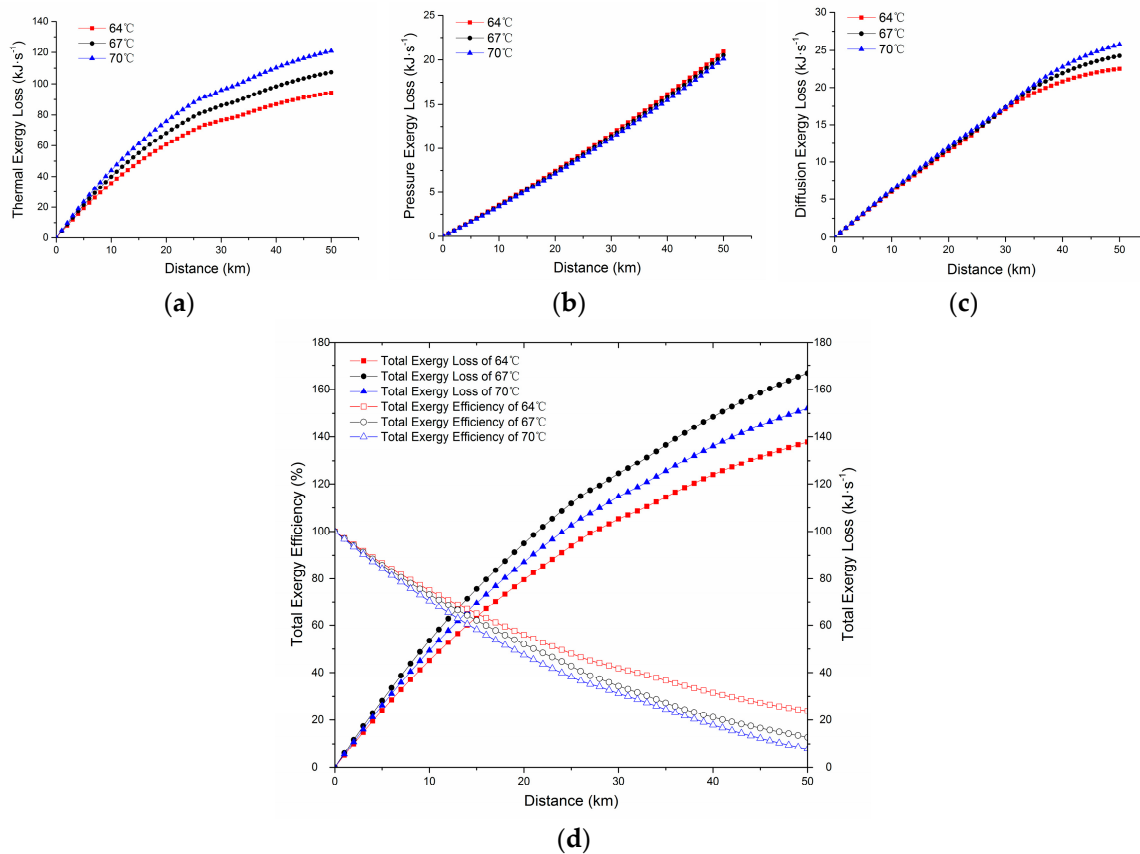 140
120
100
80
60
40
20
0
Thermal Exergy Loss (kJ·s⁻¹)
64℃
67℃
70℃
0 10 20 30 40 50
Distance (km)
(a)
25
20
15
10
5
0
Pressure Exergy Loss (kJ·s⁻¹)
64℃
67℃
70℃
0 10 20 30 40 50
Distance (km)
(b)
30
25
20
15
10
5
0
Diffusion Exergy Loss (kJ·s⁻¹)
64℃
67℃
70℃
0 10 20 30 40 50
Distance (km)
(c)
180
160
140
120
100
80
60
40
20
0
Total Exergy Efficiency (%)
Total Exergy Loss of 64℃
Total Exergy Loss of 67℃
Total Exergy Loss of 70℃
Total Exergy Efficiency of 64℃
Total Exergy Efficiency of 67℃
Total Exergy Efficiency of 70℃
180
160
140
120
100
80
60
40
20
0
Total Exergy Loss (kJ·s⁻¹)
0 10 20 30 40 50
Distance (km)
(d)